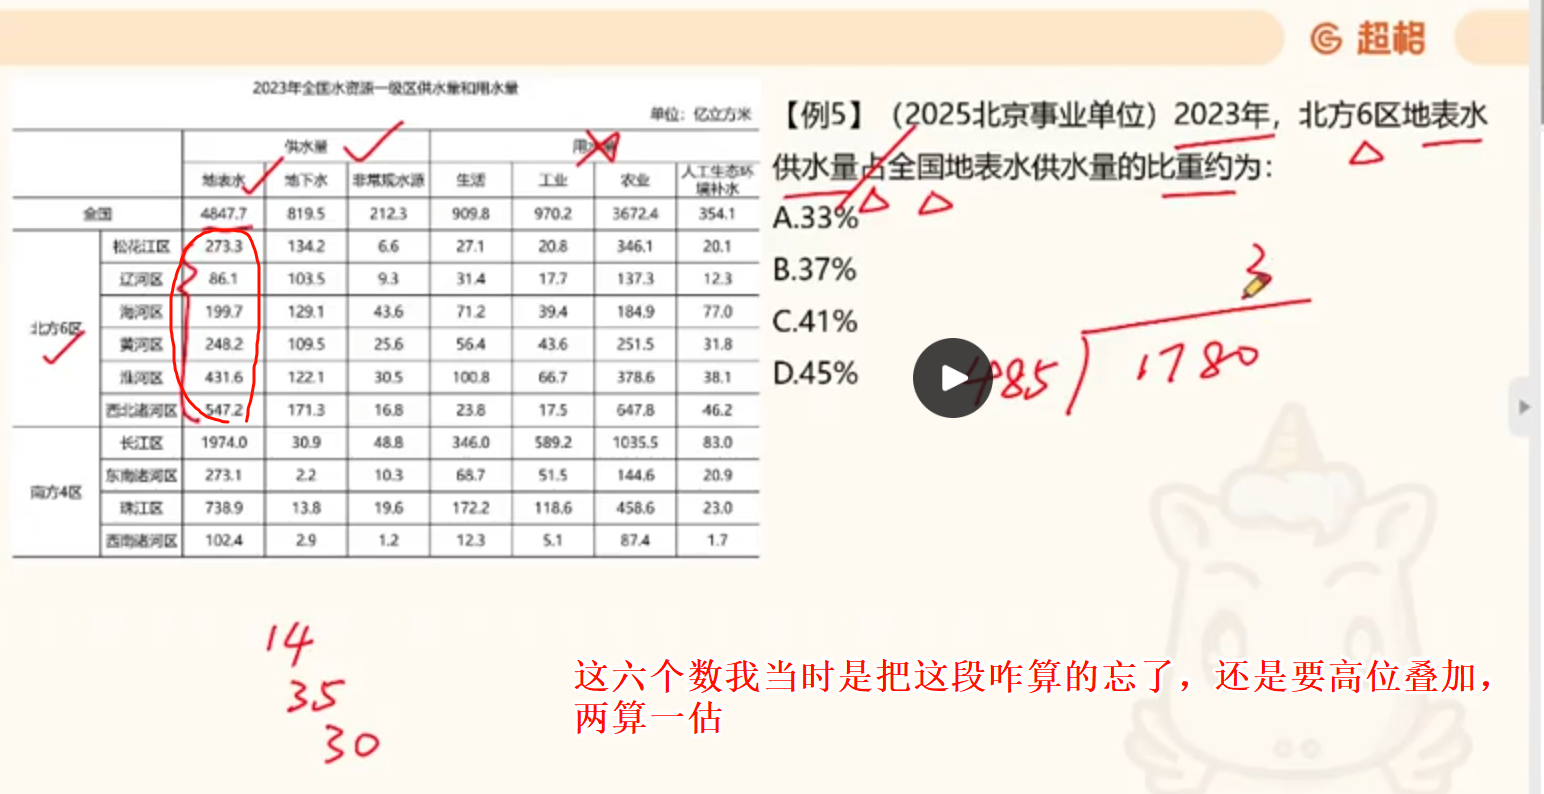 超格
2023年全国水资源一级区供水量和用水量
单位：亿立方米
供水量 用水量
地表水 地下水 非常规水源 生活 工业 农业 人工生态环境补水
全国 4847.7 819.5 212.3 909.8 970.2 3672.4 354.1
北方6区
松花江区 273.3 134.2 6.6 27.1 20.8 346.1 20.1
辽河区 86.1 103.5 9.3 31.4 17.7 137.3 12.3
海河区 199.7 129.1 43.6 71.2 39.4 184.9 77.0
黄河区 248.2 109.5 25.6 56.4 43.6 251.5 31.8
淮河区 431.6 122.1 30.5 100.8 66.7 378.6 38.1
西北诸河区 547.2 171.3 16.8 23.8 17.5 647.8 46.2
南方4区
长江区 1974.0 30.9 48.8 346.0 589.2 1035.5 83.0
东南诸河区 273.1 2.2 10.3 68.7 51.5 144.6 20.9
珠江区 738.9 13.8 19.6 172.2 118.6 458.6 23.0
西南诸河区 102.4 2.9 1.2 12.3 5.1 87.4 1.7
【例5】（2025北京事业单位）2023年，北方6区地表水
供水量占全国地表水供水量的比重约为：
A.33%
B.37%
C.41%
D.45%
3
485 1780
14
35
30
这六个数我当时是把这段咋算的忘了，还是要高位叠加，
两算一估